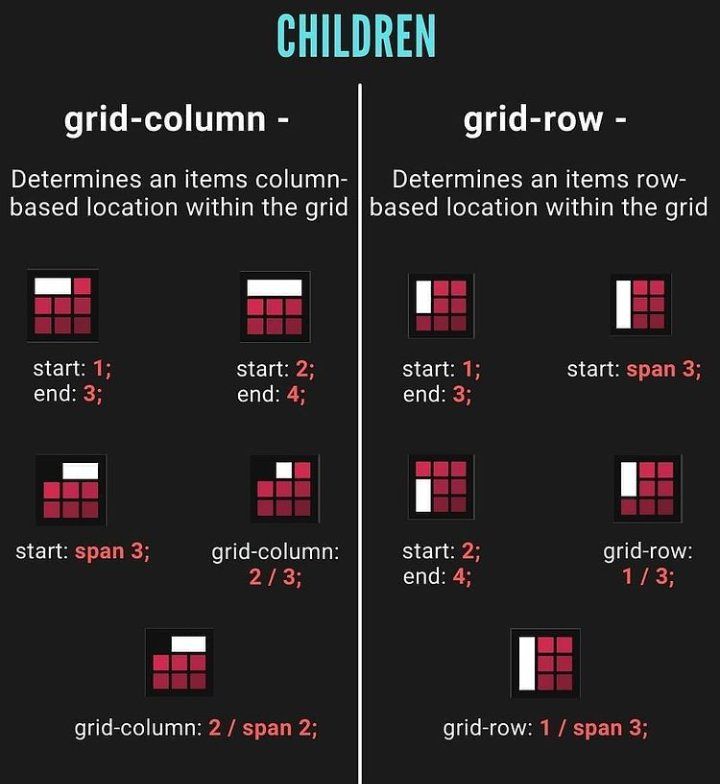 CHILDREN
grid-column -
Determines an items column-
based location within the grid
start: 1;
end: 3;
start: 2;
end: 4;
start: span 3;
grid-column:
2 / 3;
grid-column: 2 / span 2;
grid-row -
Determines an items row-
based location within the grid
start: 1;
end: 3;
start: span 3;
start: 2;
end: 4;
grid-row:
1 / 3;
grid-row: 1 / span 3;